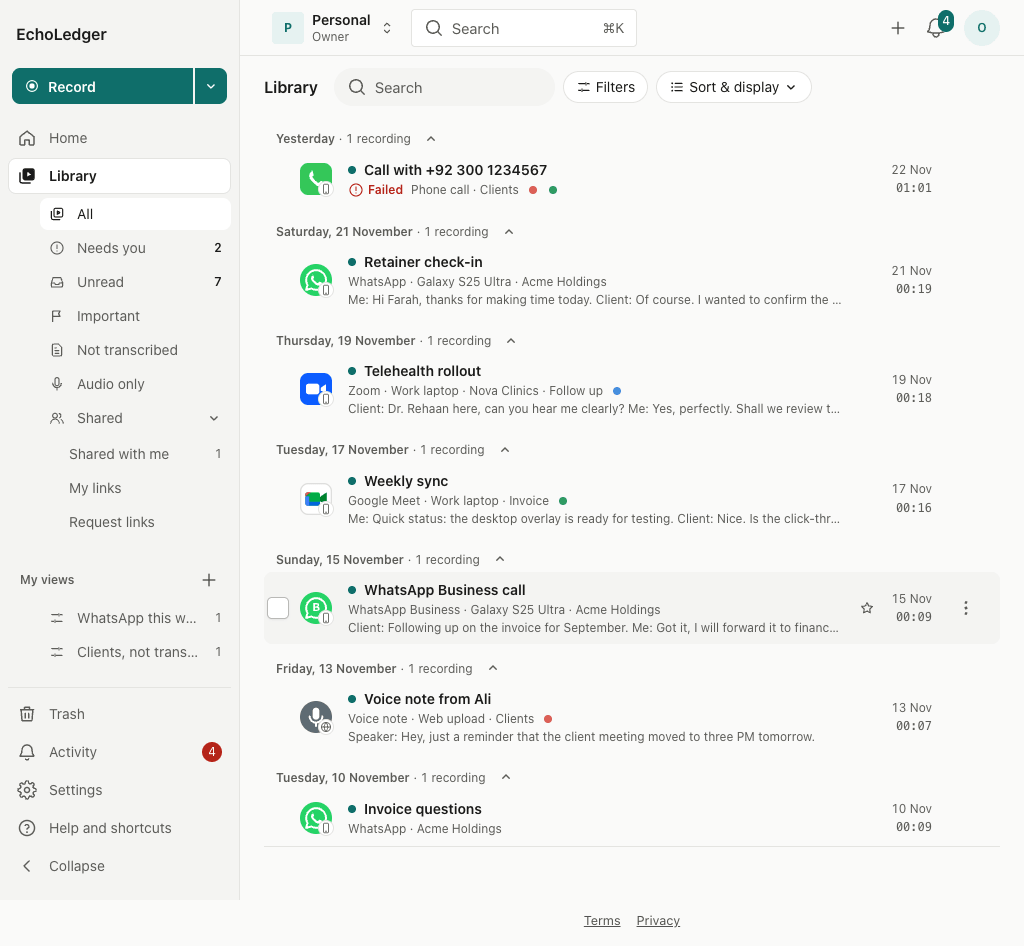 EchoLedger
Record
Home
Library
All
Needs you 2
Unread 7
Important
Not transcribed
Audio only
Shared
Shared with me 1
My links
Request links
My views
WhatsApp this w... 1
Clients, not trans... 1
Trash
Activity 4
Settings
Help and shortcuts
Collapse
P Personal
Owner
Search ⌘K
4
O
Library
Search
Filters
Sort & display
Yesterday · 1 recording
Call with +92 300 1234567
Failed Phone call · Clients
22 Nov
01:01
Saturday, 21 November · 1 recording
Retainer check-in
WhatsApp · Galaxy S25 Ultra · Acme Holdings
Me: Hi Farah, thanks for making time today. Client: Of course. I wanted to confirm the ...
21 Nov
00:19
Thursday, 19 November · 1 recording
Telehealth rollout
Zoom · Work laptop · Nova Clinics · Follow up
Client: Dr. Rehaan here, can you hear me clearly? Me: Yes, perfectly. Shall we review t...
19 Nov
00:18
Tuesday, 17 November · 1 recording
Weekly sync
Google Meet · Work laptop · Invoice
Me: Quick status: the desktop overlay is ready for testing. Client: Nice. Is the click-thr...
17 Nov
00:16
Sunday, 15 November · 1 recording
B
WhatsApp Business call
WhatsApp Business · Galaxy S25 Ultra · Acme Holdings
Client: Following up on the invoice for September. Me: Got it, I will forward it to financ...
15 Nov
00:09
Friday, 13 November · 1 recording
Voice note from Ali
Voice note · Web upload · Clients
Speaker: Hey, just a reminder that the client meeting moved to three PM tomorrow.
13 Nov
00:07
Tuesday, 10 November · 1 recording
Invoice questions
WhatsApp · Acme Holdings
10 Nov
00:09
Terms Privacy